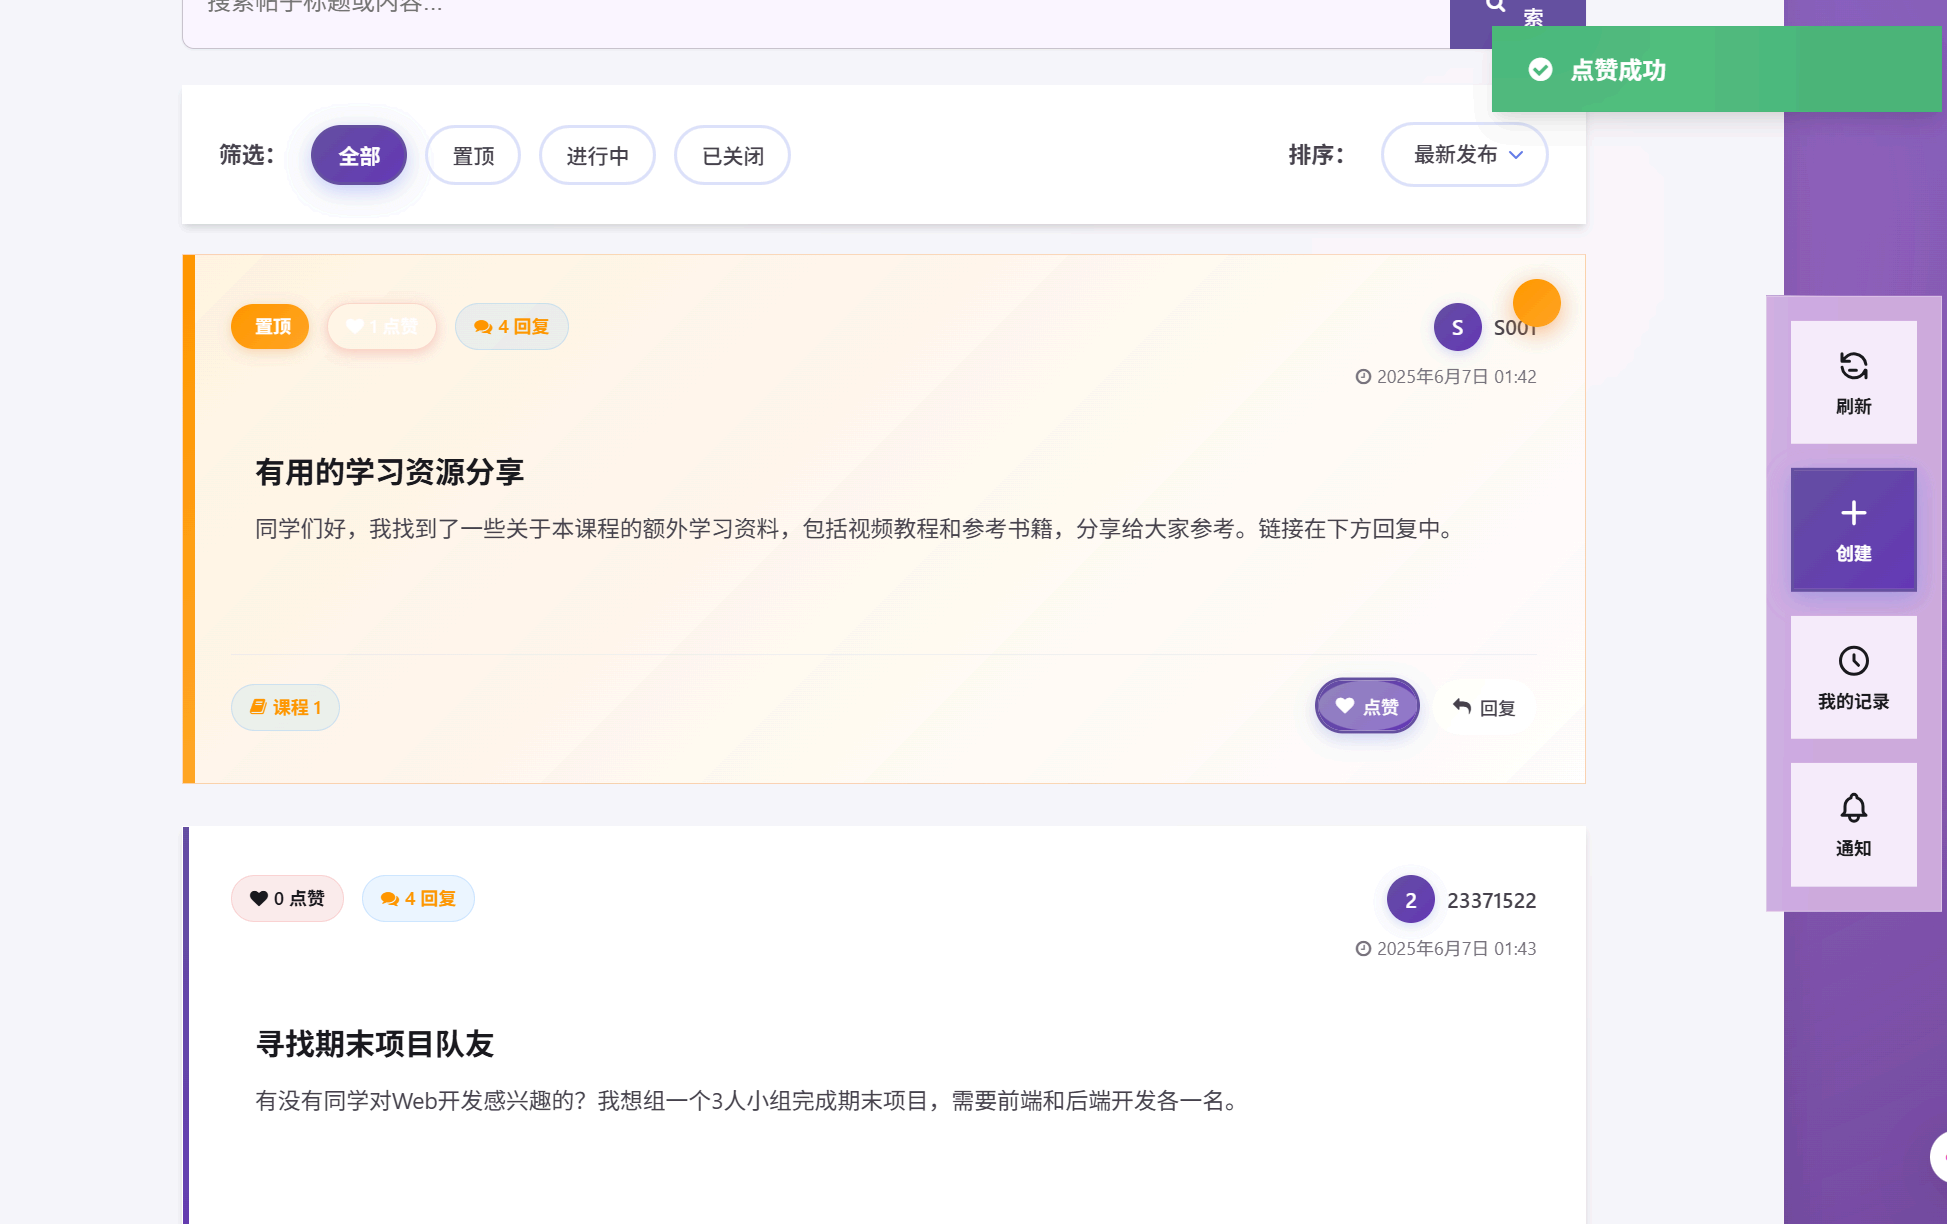 搜索帖子标题或内容...
索
点赞成功
筛选：
全部
置顶
进行中
已关闭
排序：
最新发布
置顶
1 点赞
4 回复
S
S001
2025年6月7日 01:42
有用的学习资源分享
同学们好，我找到了一些关于本课程的额外学习资料，包括视频教程和参考书籍，分享给大家参考。链接在下方回复中。
课程 1
点赞
回复
0 点赞
4 回复
2
23371522
2025年6月7日 01:43
寻找期末项目队友
有没有同学对Web开发感兴趣的？我想组一个3人小组完成期末项目，需要前端和后端开发各一名。
刷新
创建
我的记录
通知